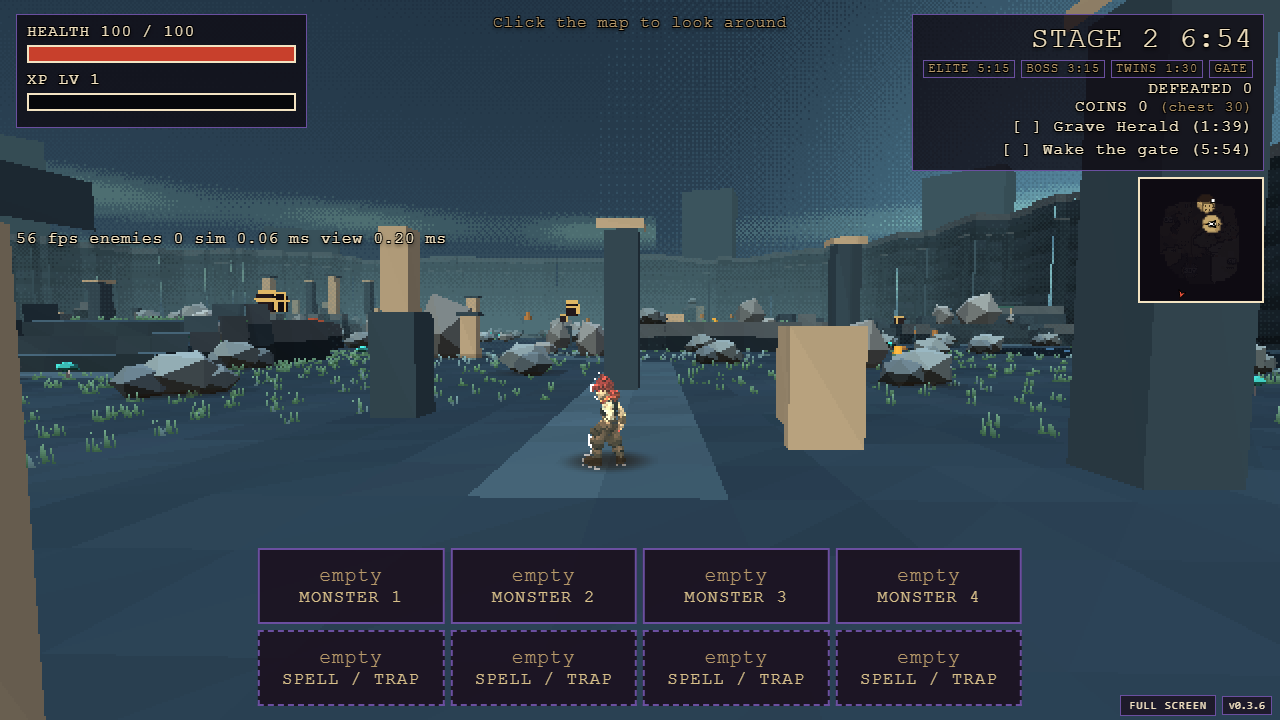 HEALTH 100 / 100
XP LV 1
Click the map to look around
STAGE 2 6:54
ELITE 5:15 BOSS 3:15 TWINS 1:30 GATE
DEFEATED 0
COINS 0 (chest 30)
[ ] Grave Herald (1:39)
[ ] Wake the gate (5:54)
56 fps enemies 0 sim 0.06 ms view 0.20 ms
empty empty empty empty
MONSTER 1 MONSTER 2 MONSTER 3 MONSTER 4
empty empty empty empty
SPELL / TRAP SPELL / TRAP SPELL / TRAP SPELL / TRAP
FULL SCREEN v0.3.6